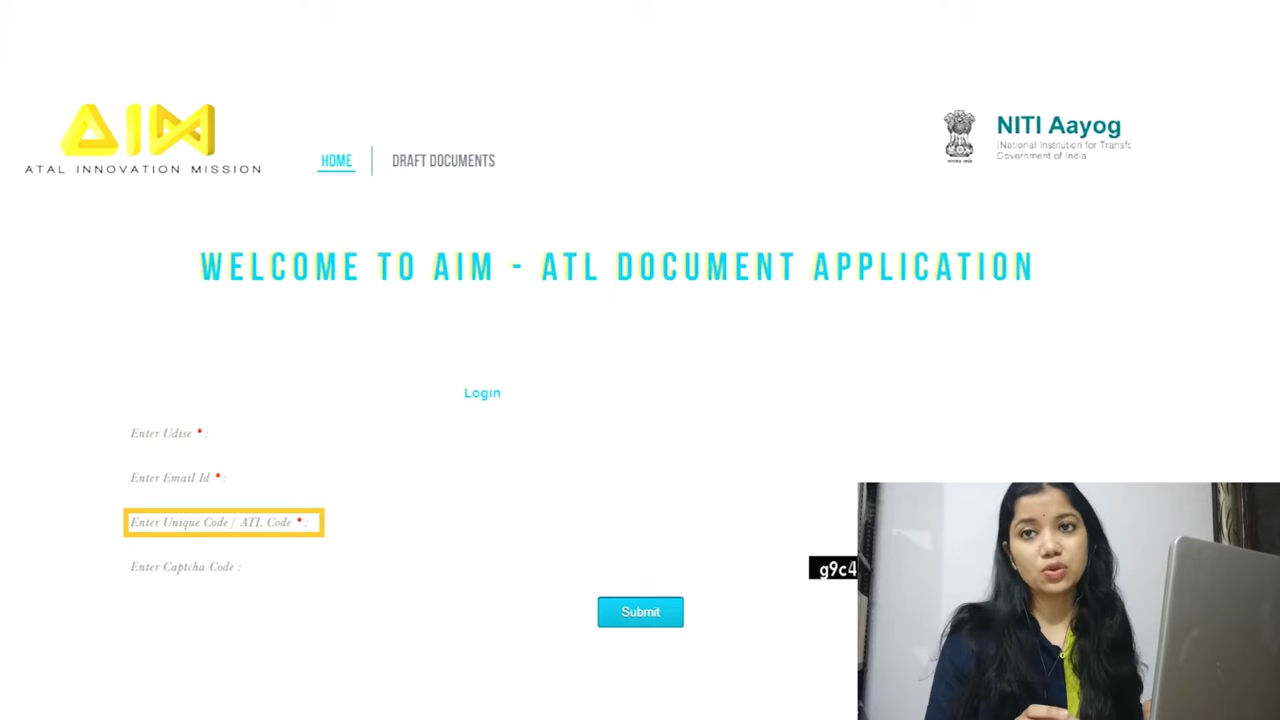 AIM
ATAL INNOVATION MISSION
HOME
DRAFT DOCUMENTS
NITI Aayog
(National Institution for Transfo
Government of India
WELCOME TO AIM - ATL DOCUMENT APPLICATION
Login
Enter Udise * :
Enter Email Id * :
Enter Unique Code / ATL Code * :
Enter Captcha Code :
g9c4
Submit